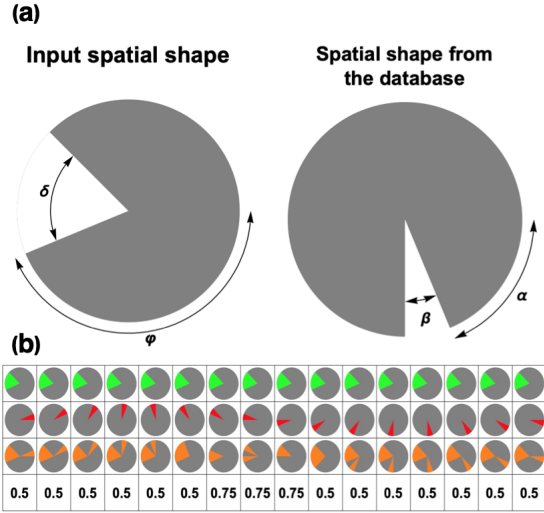 (a)
Input spatial shape
Spatial shape from
the database
δ
α
β
φ
(b)
0.5 0.5 0.5 0.5 0.5 0.5 0.75 0.75 0.75 0.5 0.5 0.5 0.5 0.5 0.5 0.5